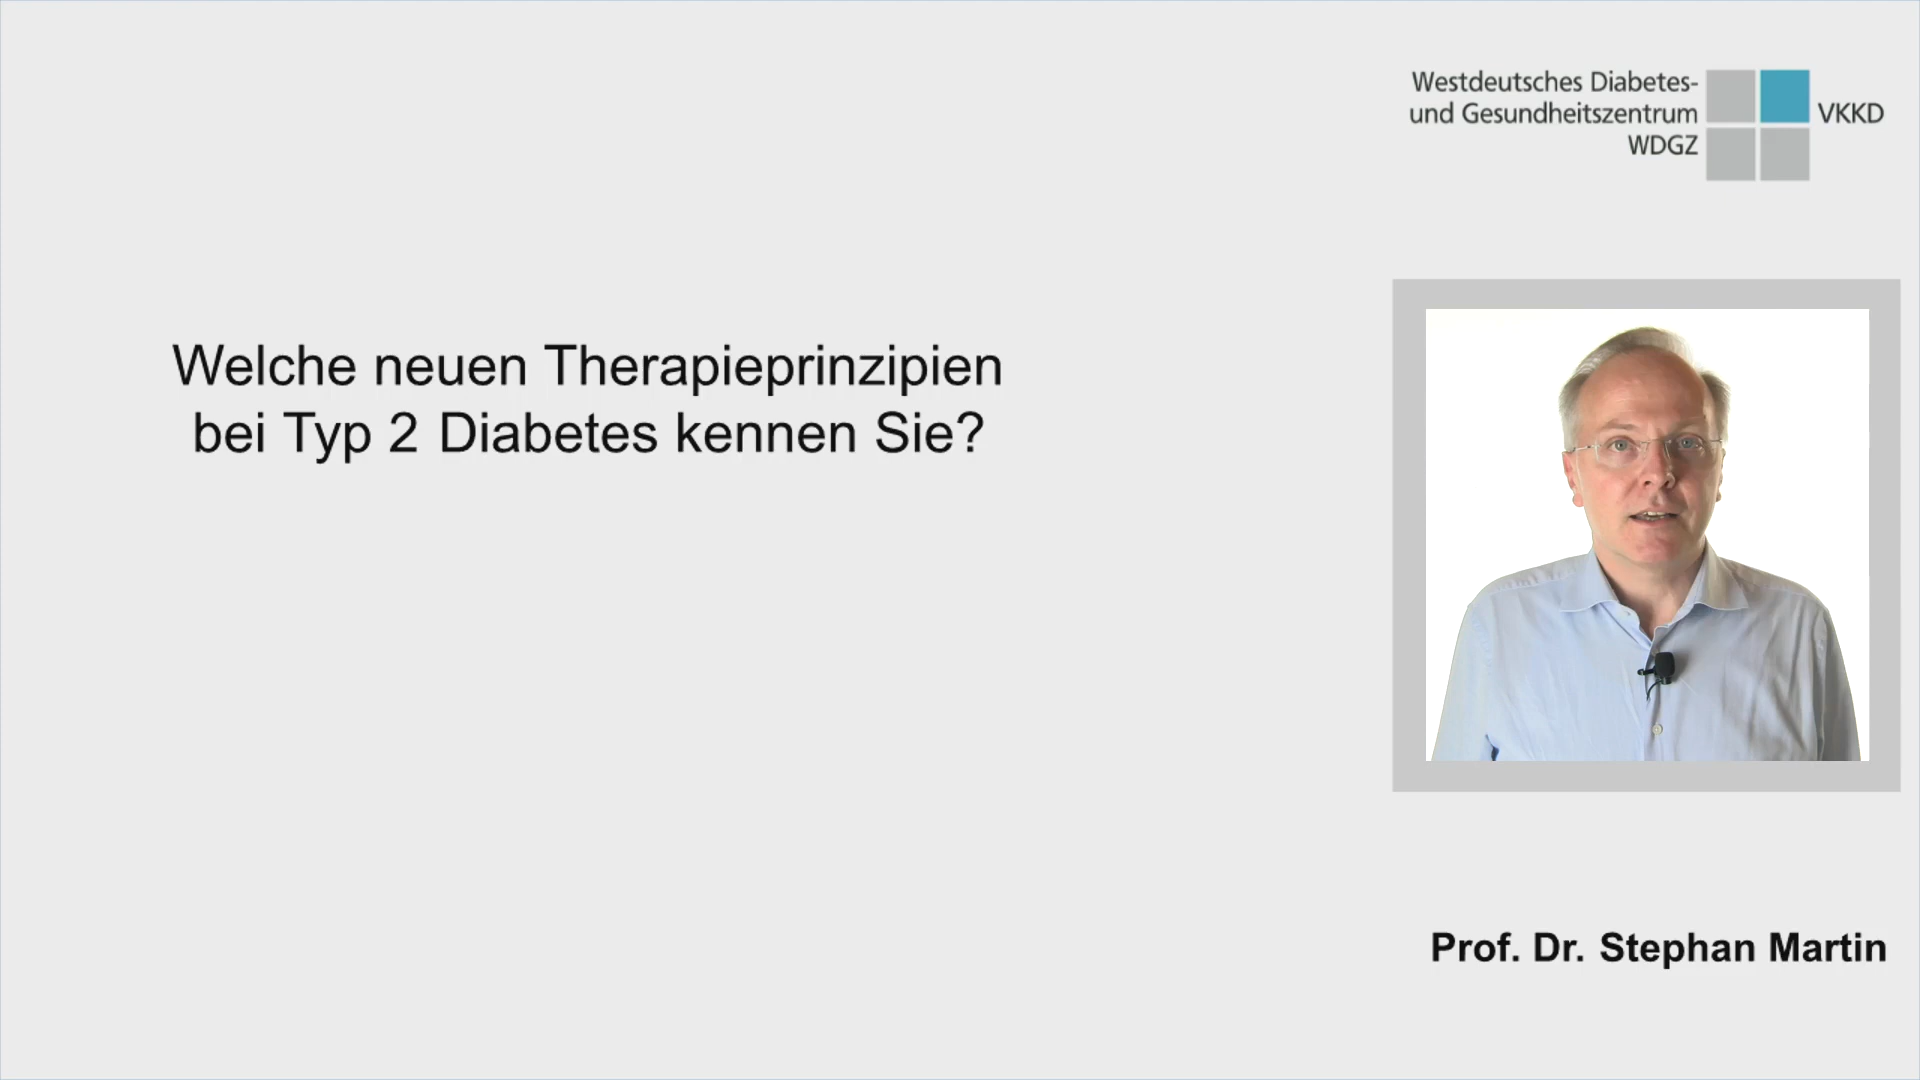 Westdeutsches Diabetes-
und Gesundheitszentrum
WDGZ
VKKD
Welche neuen Therapieprinzipien
bei Typ 2 Diabetes kennen Sie?
Prof. Dr. Stephan Martin